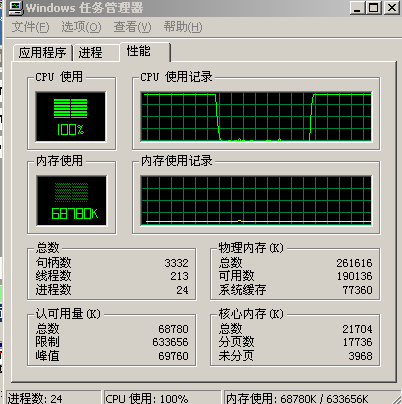 Windows 任务管理器
文件(F) 选项(O) 查看(V) 帮助(H)
应用程序 进程 性能
CPU 使用 CPU 使用记录
100%
内存使用 内存使用记录
68780K
总数 物理内存(K)
句柄数 3332 总数 261616
线程数 213 可用数 190136
进程数 24 系统缓存 77360
认可用量(K) 核心内存(K)
总数 68780 总数 21704
限制 633656 分页数 17736
峰值 69760 未分页 3968
进程数: 24 CPU 使用: 100% 内存使用: 68780K / 633656K